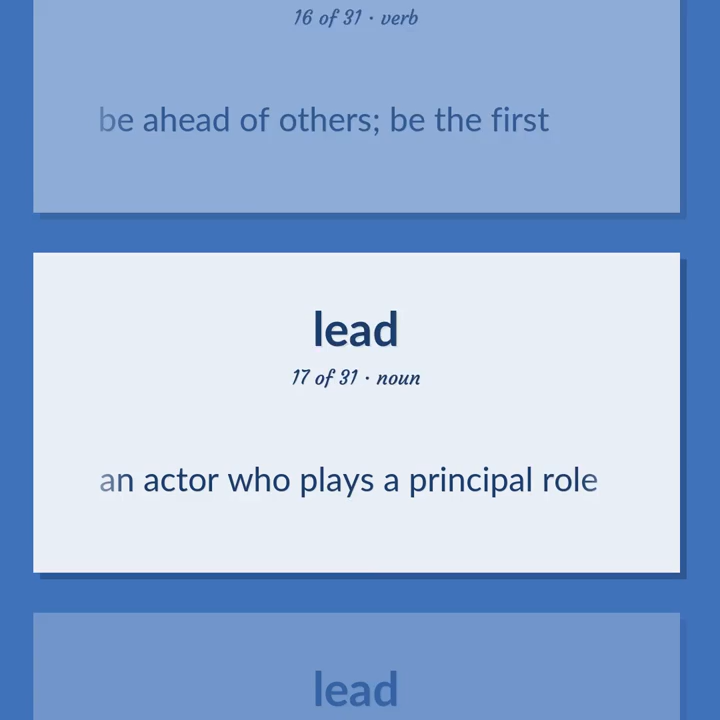 16 of 31 · verb
be ahead of others; be the first
lead
17 of 31 · noun
an actor who plays a principal role
lead